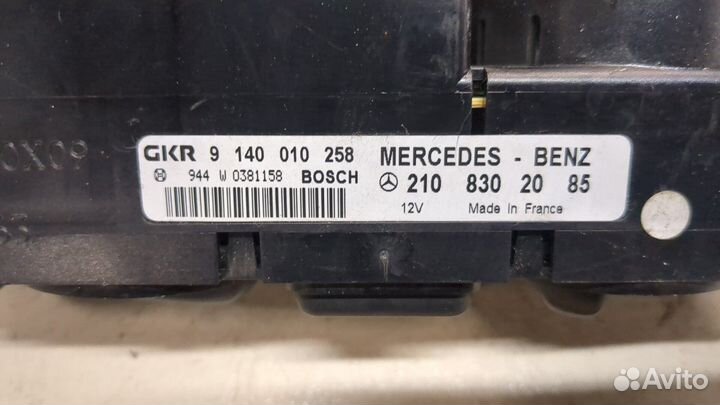 GKR 9 140 010 258 MERCEDES - BENZ
944 W 0381158 BOSCH 210 830 20 85
12V Made in France
Avito